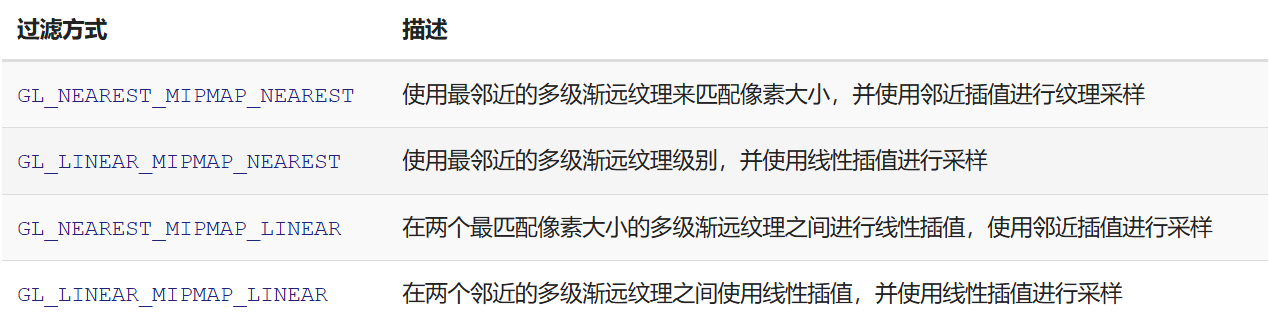 过滤方式 描述
GL_NEAREST_MIPMAP_NEAREST 使用最邻近的多级渐远纹理来匹配像素大小，并使用邻近插值进行纹理采样
GL_LINEAR_MIPMAP_NEAREST 使用最邻近的多级渐远纹理级别，并使用线性插值进行采样
GL_NEAREST_MIPMAP_LINEAR 在两个最匹配像素大小的多级渐远纹理之间进行线性插值，使用邻近插值进行采样
GL_LINEAR_MIPMAP_LINEAR 在两个邻近的多级渐远纹理之间使用线性插值，并使用线性插值进行采样